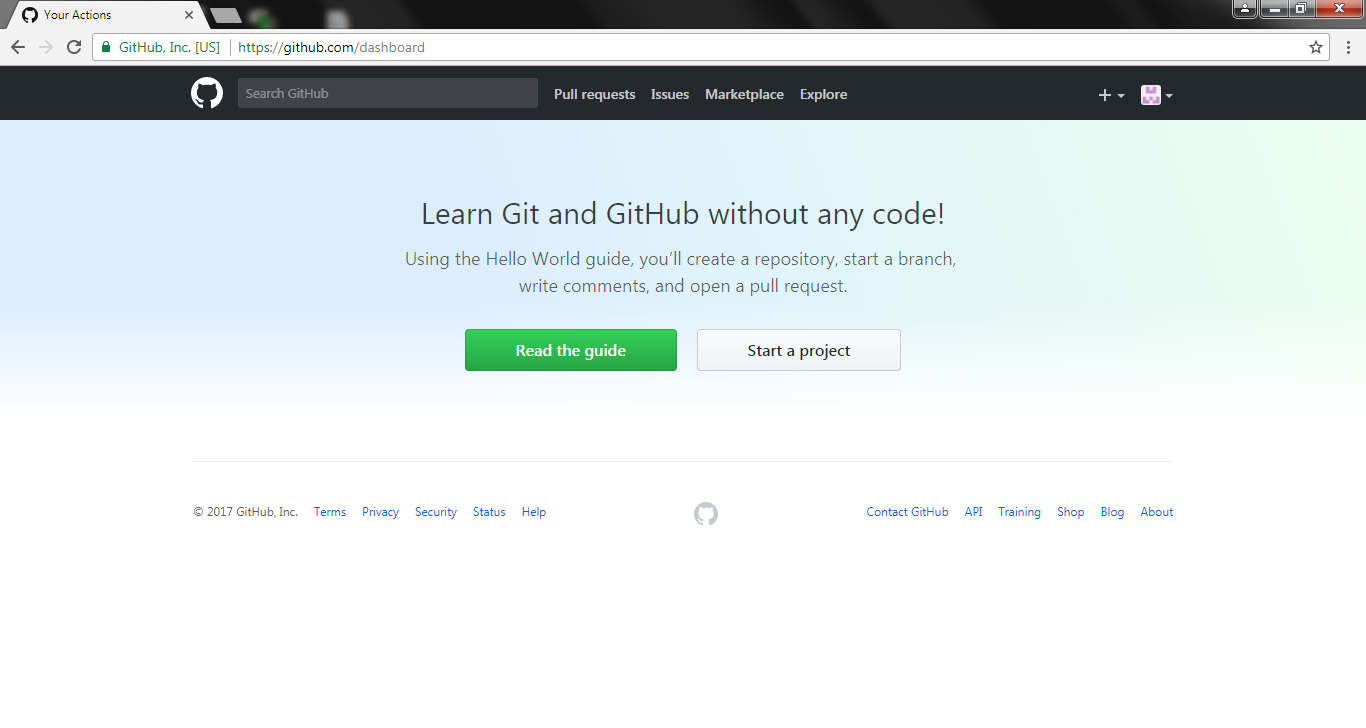 Your Actions
GitHub, Inc. [US] https://github.com/dashboard
Search GitHub Pull requests Issues Marketplace Explore
Learn Git and GitHub without any code!
Using the Hello World guide, you’ll create a repository, start a branch,
write comments, and open a pull request.
Read the guide Start a project
© 2017 GitHub, Inc. Terms Privacy Security Status Help Contact GitHub API Training Shop Blog About